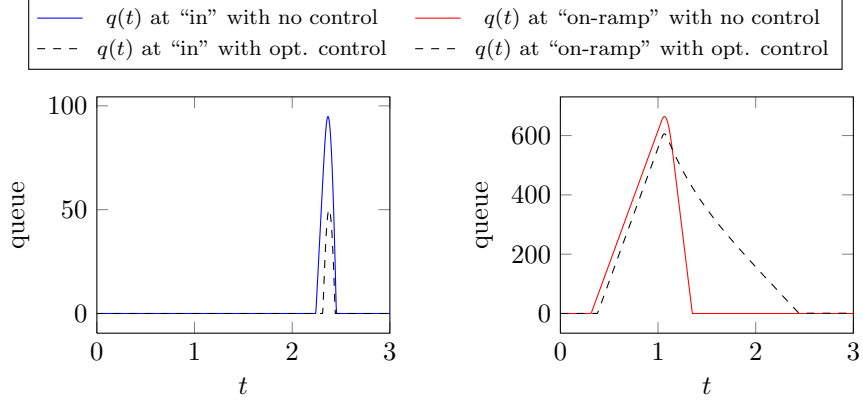 q(t) at “in” with no control
q(t) at “on-ramp” with no control
q(t) at “in” with opt. control
q(t) at “on-ramp” with opt. control
100
50
0
queue
0 1 2 3
t
600
400
200
0
queue
0 1 2 3
t